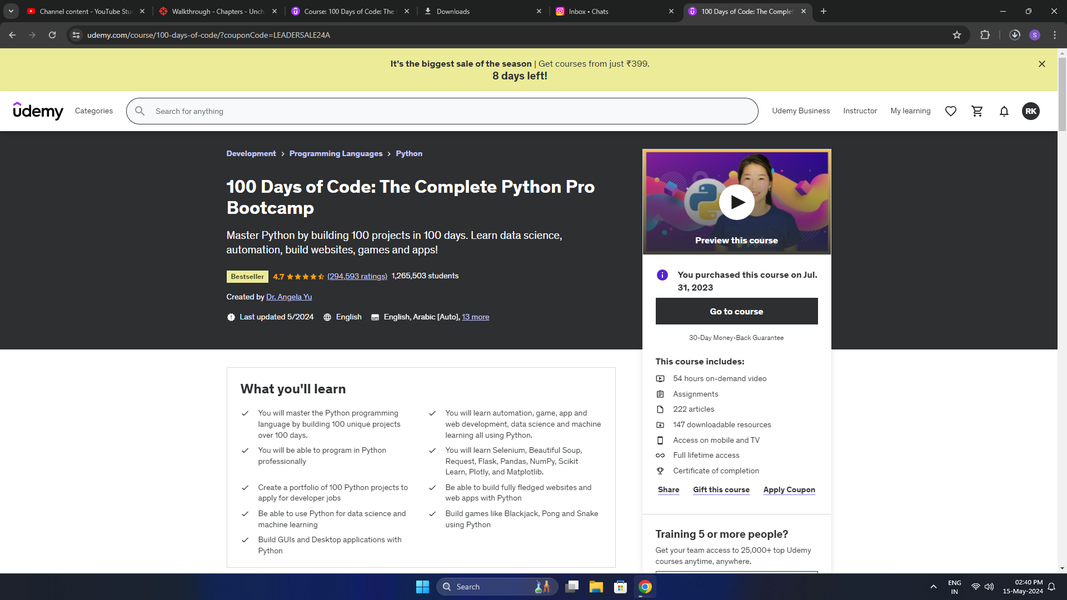 Channel content - YouTube Stu
Walkthrough - Chapters - Unch
Course: 100 Days of Code: The
Downloads
Inbox • Chats
100 Days of Code: The Comple
udemy.com/course/100-days-of-code/?couponCode=LEADERSALE24A
S
It's the biggest sale of the season | Get courses from just ₹399.
8 days left!
udemy
Categories
Search for anything
Udemy Business
Instructor
My learning
RK
Development > Programming Languages > Python
100 Days of Code: The Complete Python Pro
Bootcamp
Master Python by building 100 projects in 100 days. Learn data science,
automation, build websites, games and apps!
Bestseller 4.7 (294,593 ratings) 1,265,503 students
Created by Dr. Angela Yu
Last updated 5/2024 English English, Arabic [Auto], 13 more
Preview this course
You purchased this course on Jul.
31, 2023
Go to course
30-Day Money-Back Guarantee
This course includes:
54 hours on-demand video
Assignments
222 articles
147 downloadable resources
Access on mobile and TV
Full lifetime access
Certificate of completion
Share Gift this course Apply Coupon
Training 5 or more people?
Get your team access to 25,000+ top Udemy
courses anytime, anywhere.
What you'll learn
You will master the Python programming
language by building 100 unique projects
over 100 days.
You will be able to program in Python
professionally
Create a portfolio of 100 Python projects to
apply for developer jobs
Be able to use Python for data science and
machine learning
Build GUIs and Desktop applications with
Python
You will learn automation, game, app and
web development, data science and machine
learning all using Python.
You will learn Selenium, Beautiful Soup,
Request, Flask, Pandas, NumPy, Scikit
Learn, Plotly, and Matplotlib.
Be able to build fully fledged websites and
web apps with Python
Build games like Blackjack, Pong and Snake
using Python
Search
ENG
IN
02:40 PM
15-May-2024